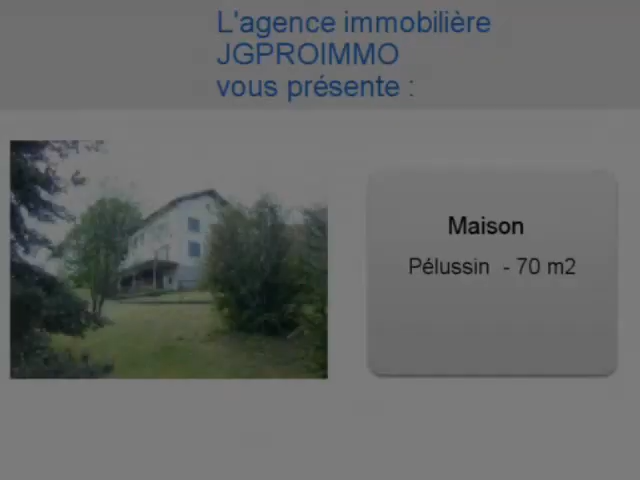 L'agence immobilière
JGPROIMMO
vous présente :
Maison
Pélussin - 70 m2